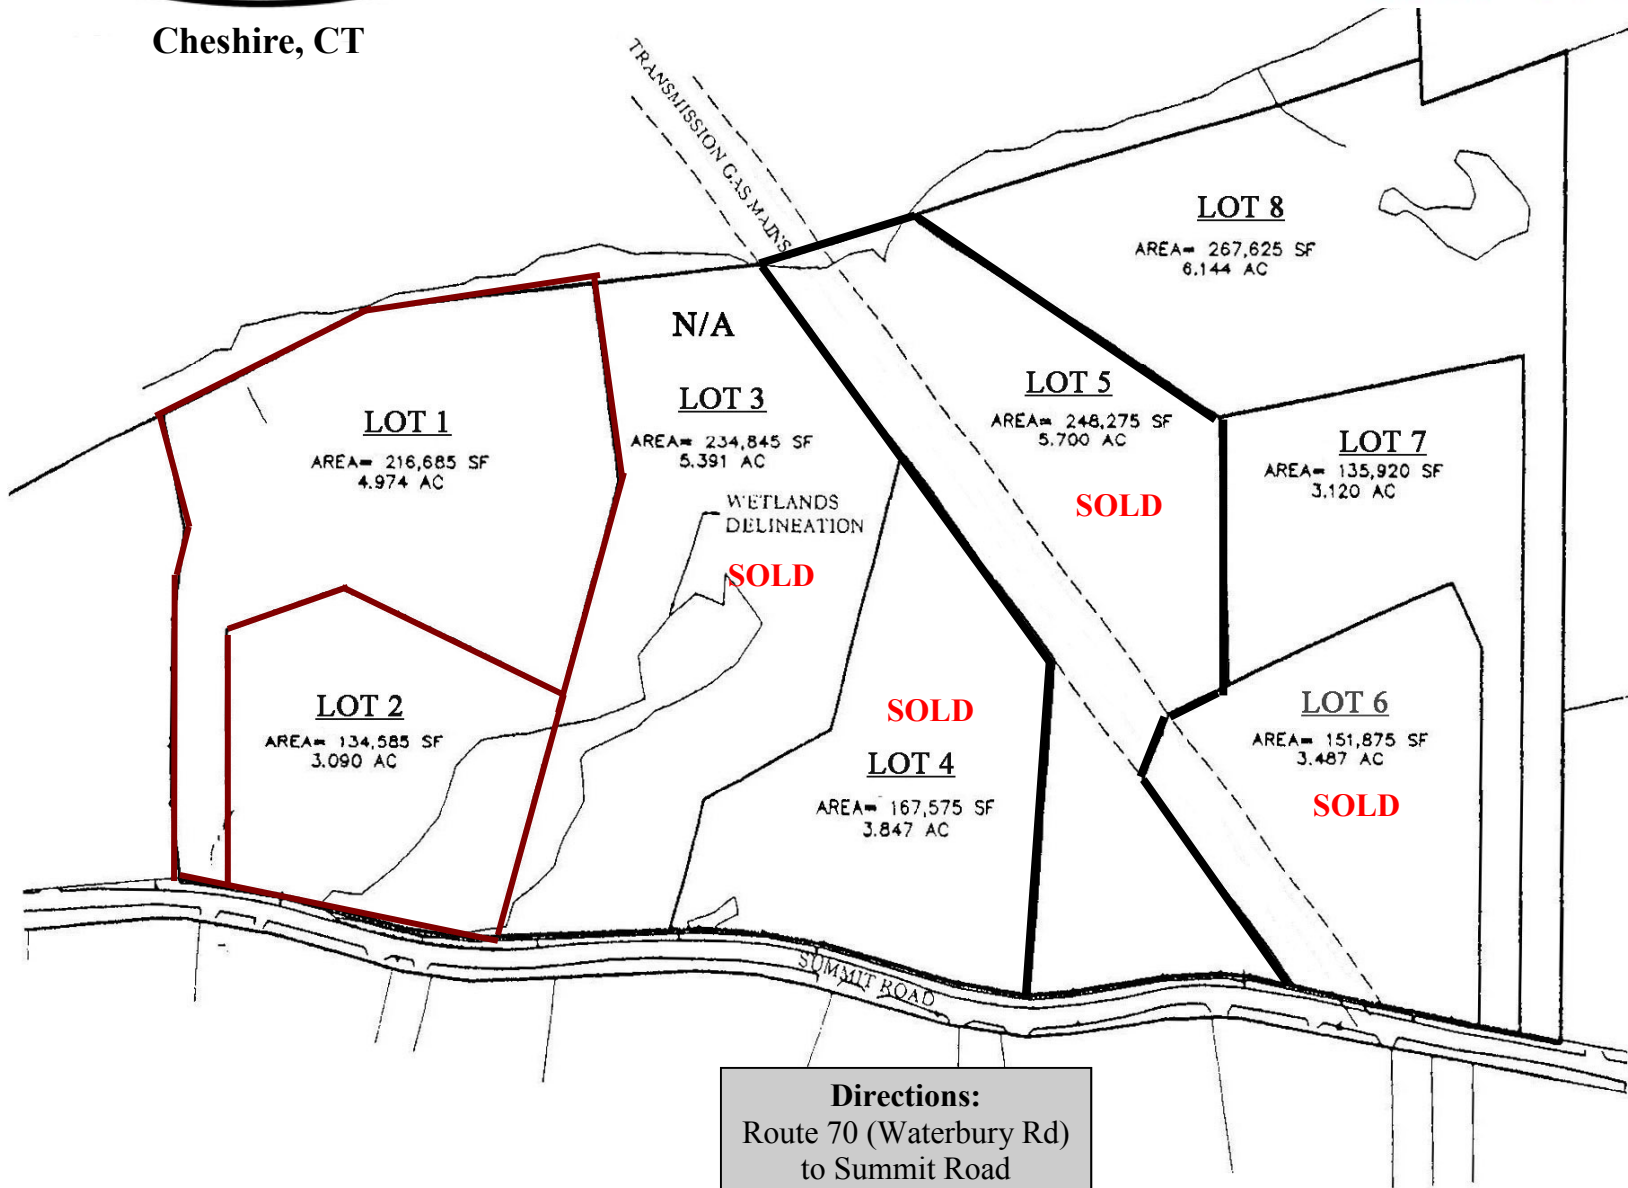 Cheshire, CT
TRANSMISSION GAS MAINS
LOT 8
AREA= 267,625 SF
6.144 AC
N/A
LOT 1
AREA= 216,685 SF
4.974 AC
LOT 3
AREA= 234,845 SF
5.391 AC
WETLANDS
DELINEATION
SOLD
LOT 5
AREA= 248,275 SF
5.700 AC
SOLD
LOT 7
AREA= 135,920 SF
3.120 AC
LOT 2
AREA= 134,585 SF
3.090 AC
SOLD
LOT 4
AREA= 167,575 SF
3.847 AC
LOT 6
AREA= 151,875 SF
3.487 AC
SOLD
SUMMIT ROAD
Directions:
Route 70 (Waterbury Rd)
to Summit Road